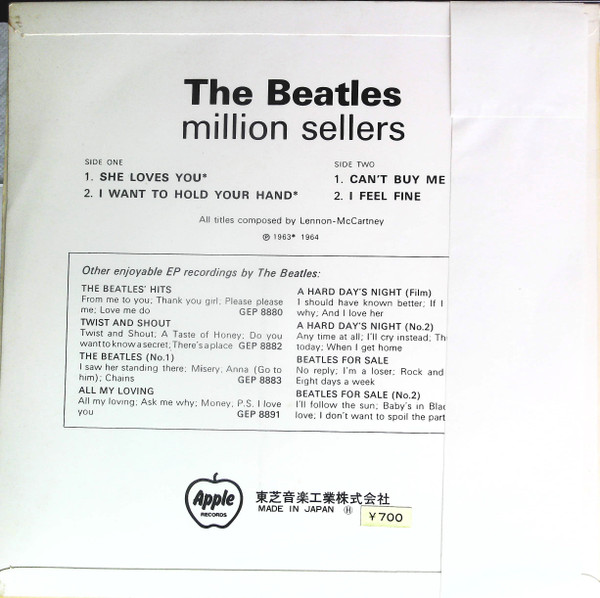 The Beatles
million sellers
SIDE ONE
1. SHE LOVES YOU*
2. I WANT TO HOLD YOUR HAND*
SIDE TWO
1. CAN'T BUY ME
2. I FEEL FINE
All titles composed by Lennon-McCartney
℗ 1963* 1964
Other enjoyable EP recordings by The Beatles:
THE BEATLES' HITS
From me to you; Thank you girl; Please please
me; Love me do GEP 8880
TWIST AND SHOUT
Twist and Shout; A Taste of Honey; Do you
want to know a secret; There's a place GEP 8882
THE BEATLES (No.1)
I saw her standing there; Misery; Anna (Go to
him); Chains GEP 8883
ALL MY LOVING
All my loving; Ask me why; Money; P.S. I love
you GEP 8891
A HARD DAY'S NIGHT (Film)
I should have known better; If I
why; And I love her
A HARD DAY'S NIGHT (No.2)
Any time at all; I'll cry instead; Th
today; When I get home
BEATLES FOR SALE
No reply; I'm a loser; Rock and
Eight days a week
BEATLES FOR SALE (No.2)
I'll follow the sun; Baby's in Blac
love; I don't want to spoil the part
Apple
RECORDS
東芝音楽工業株式会社
MADE IN JAPAN Ⓗ
¥700